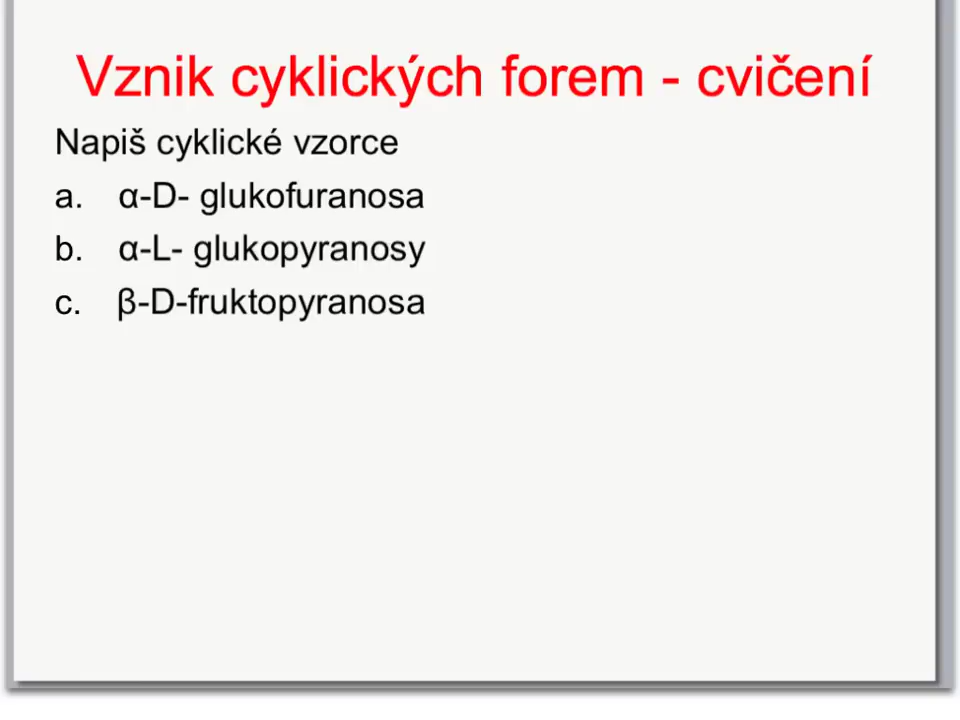 Vznik cyklických forem - cvičení
Napiš cyklické vzorce
a. α-D- glukofuranosa
b. α-L- glukopyranosy
c. β-D-fruktopyranosa